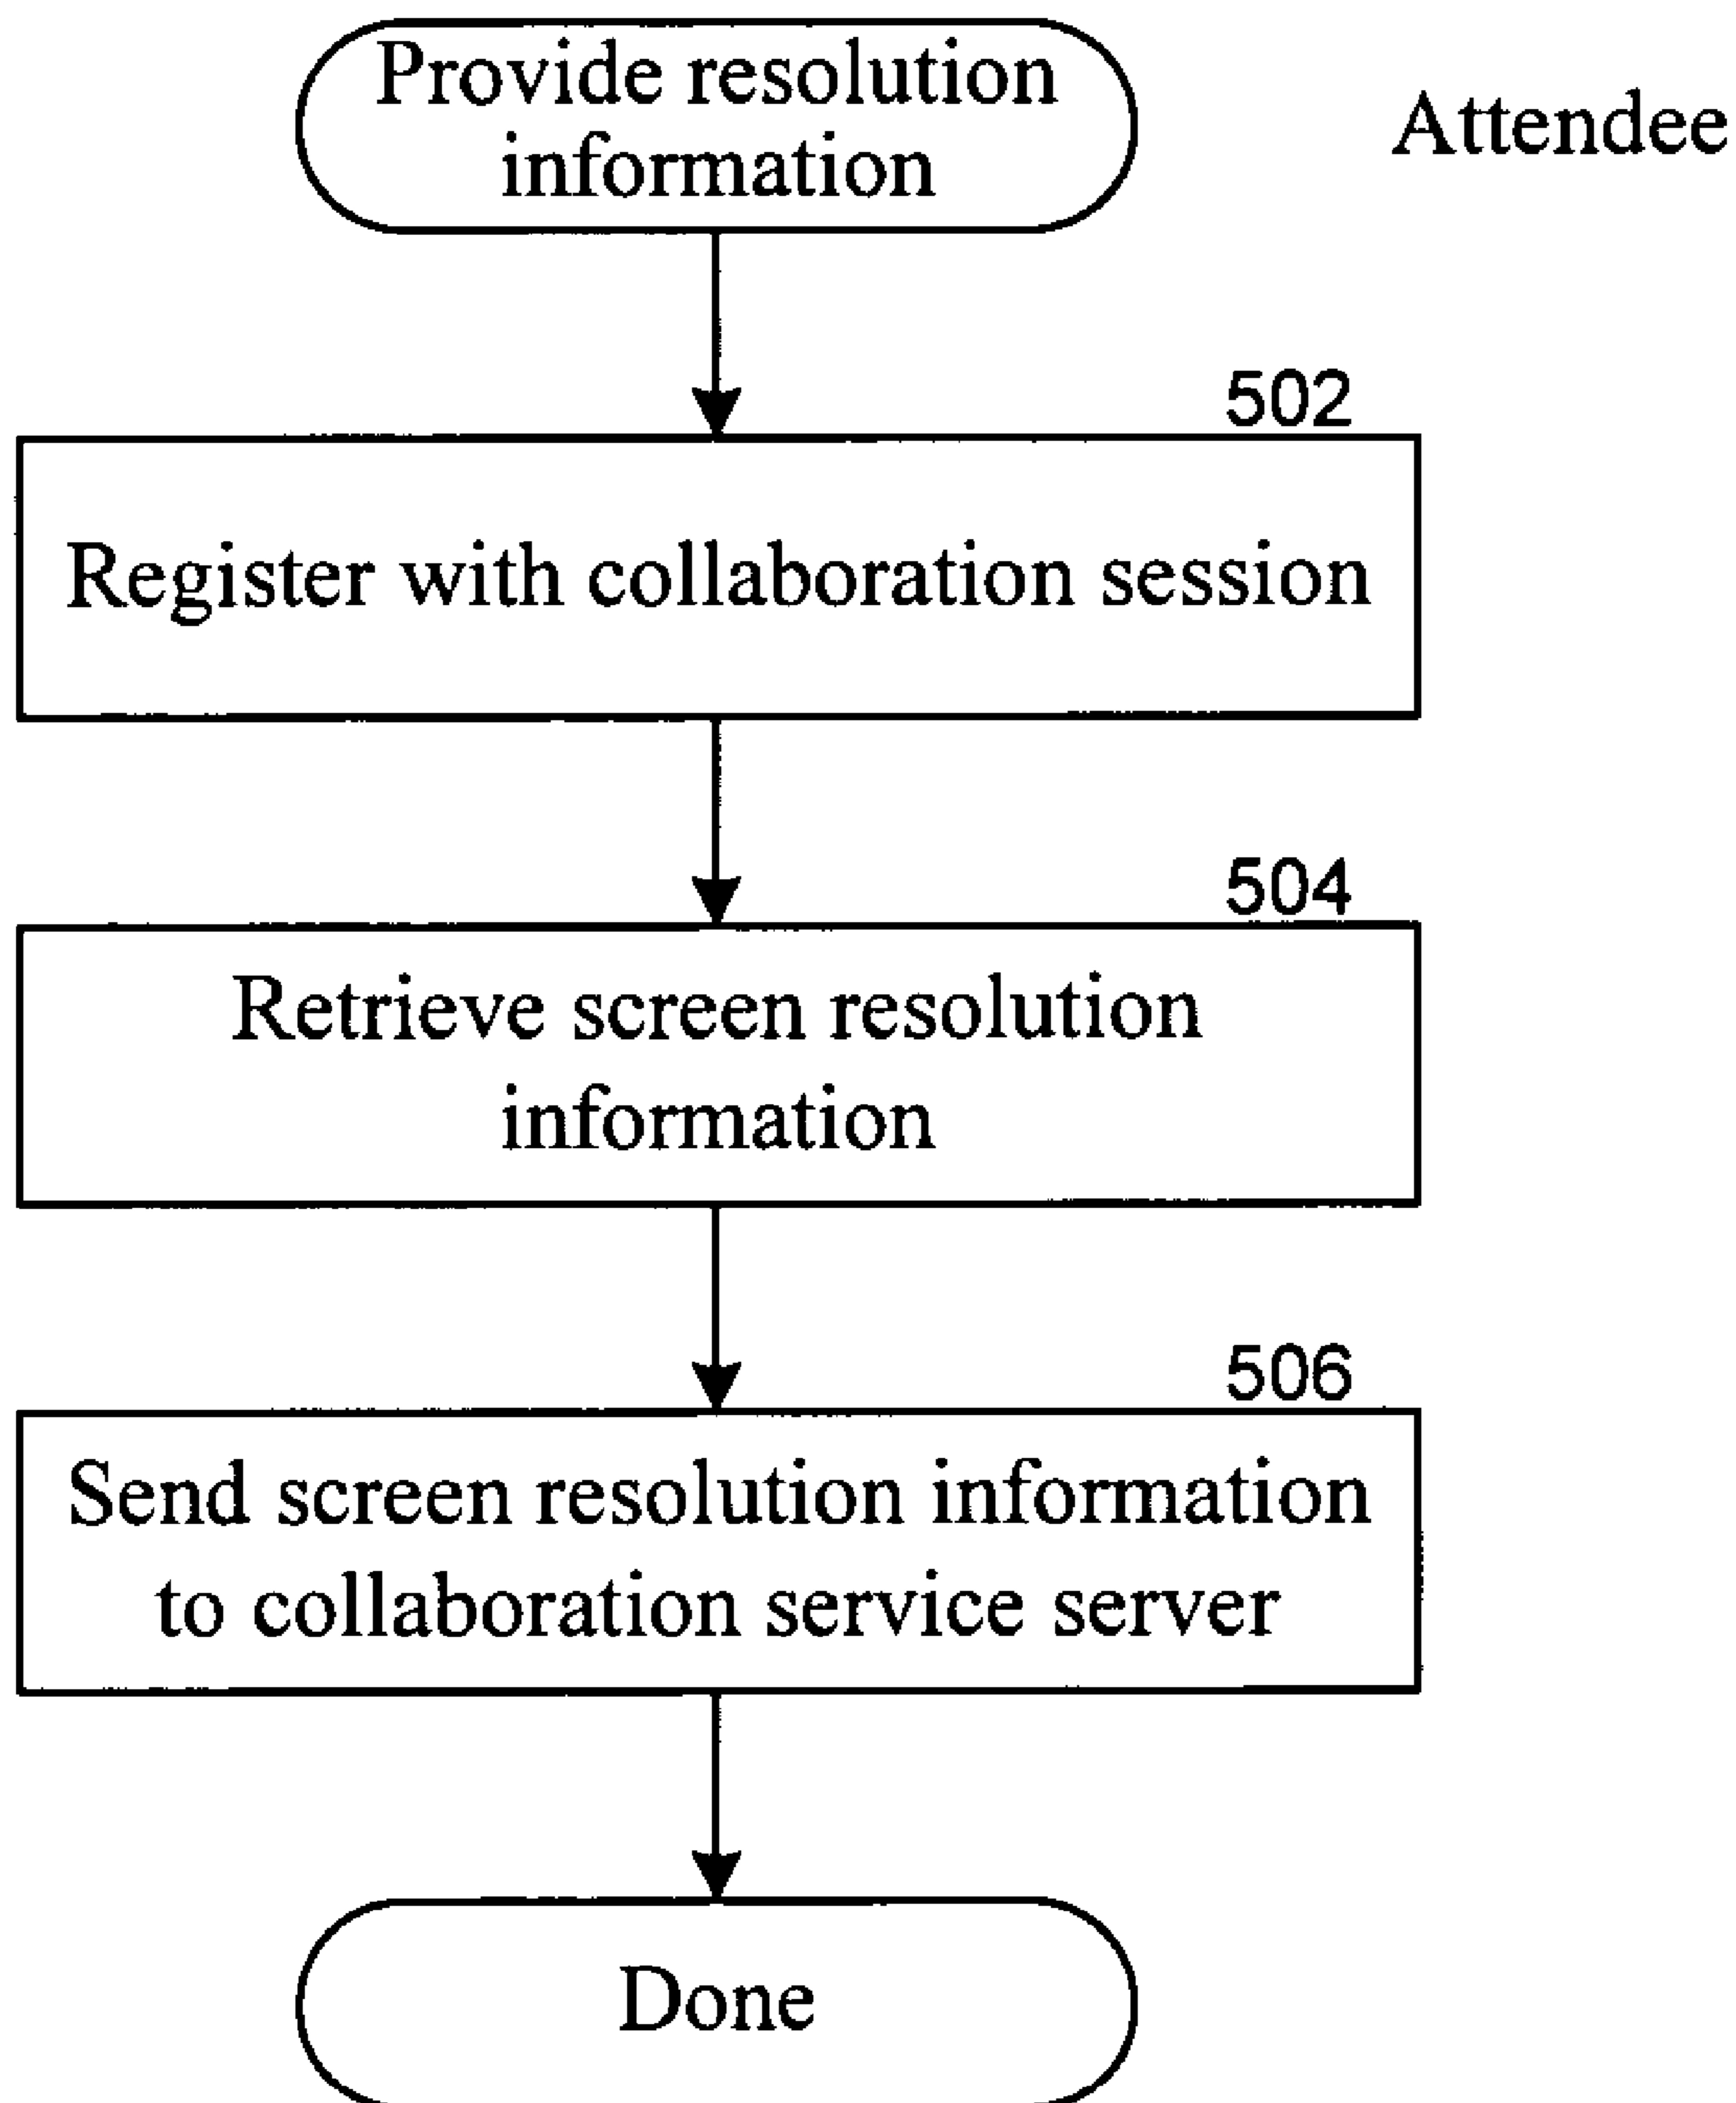 Provide resolution
information
Attendee
502
Register with collaboration session
504
Retrieve screen resolution
information
506
Send screen resolution information
to collaboration service server
Done